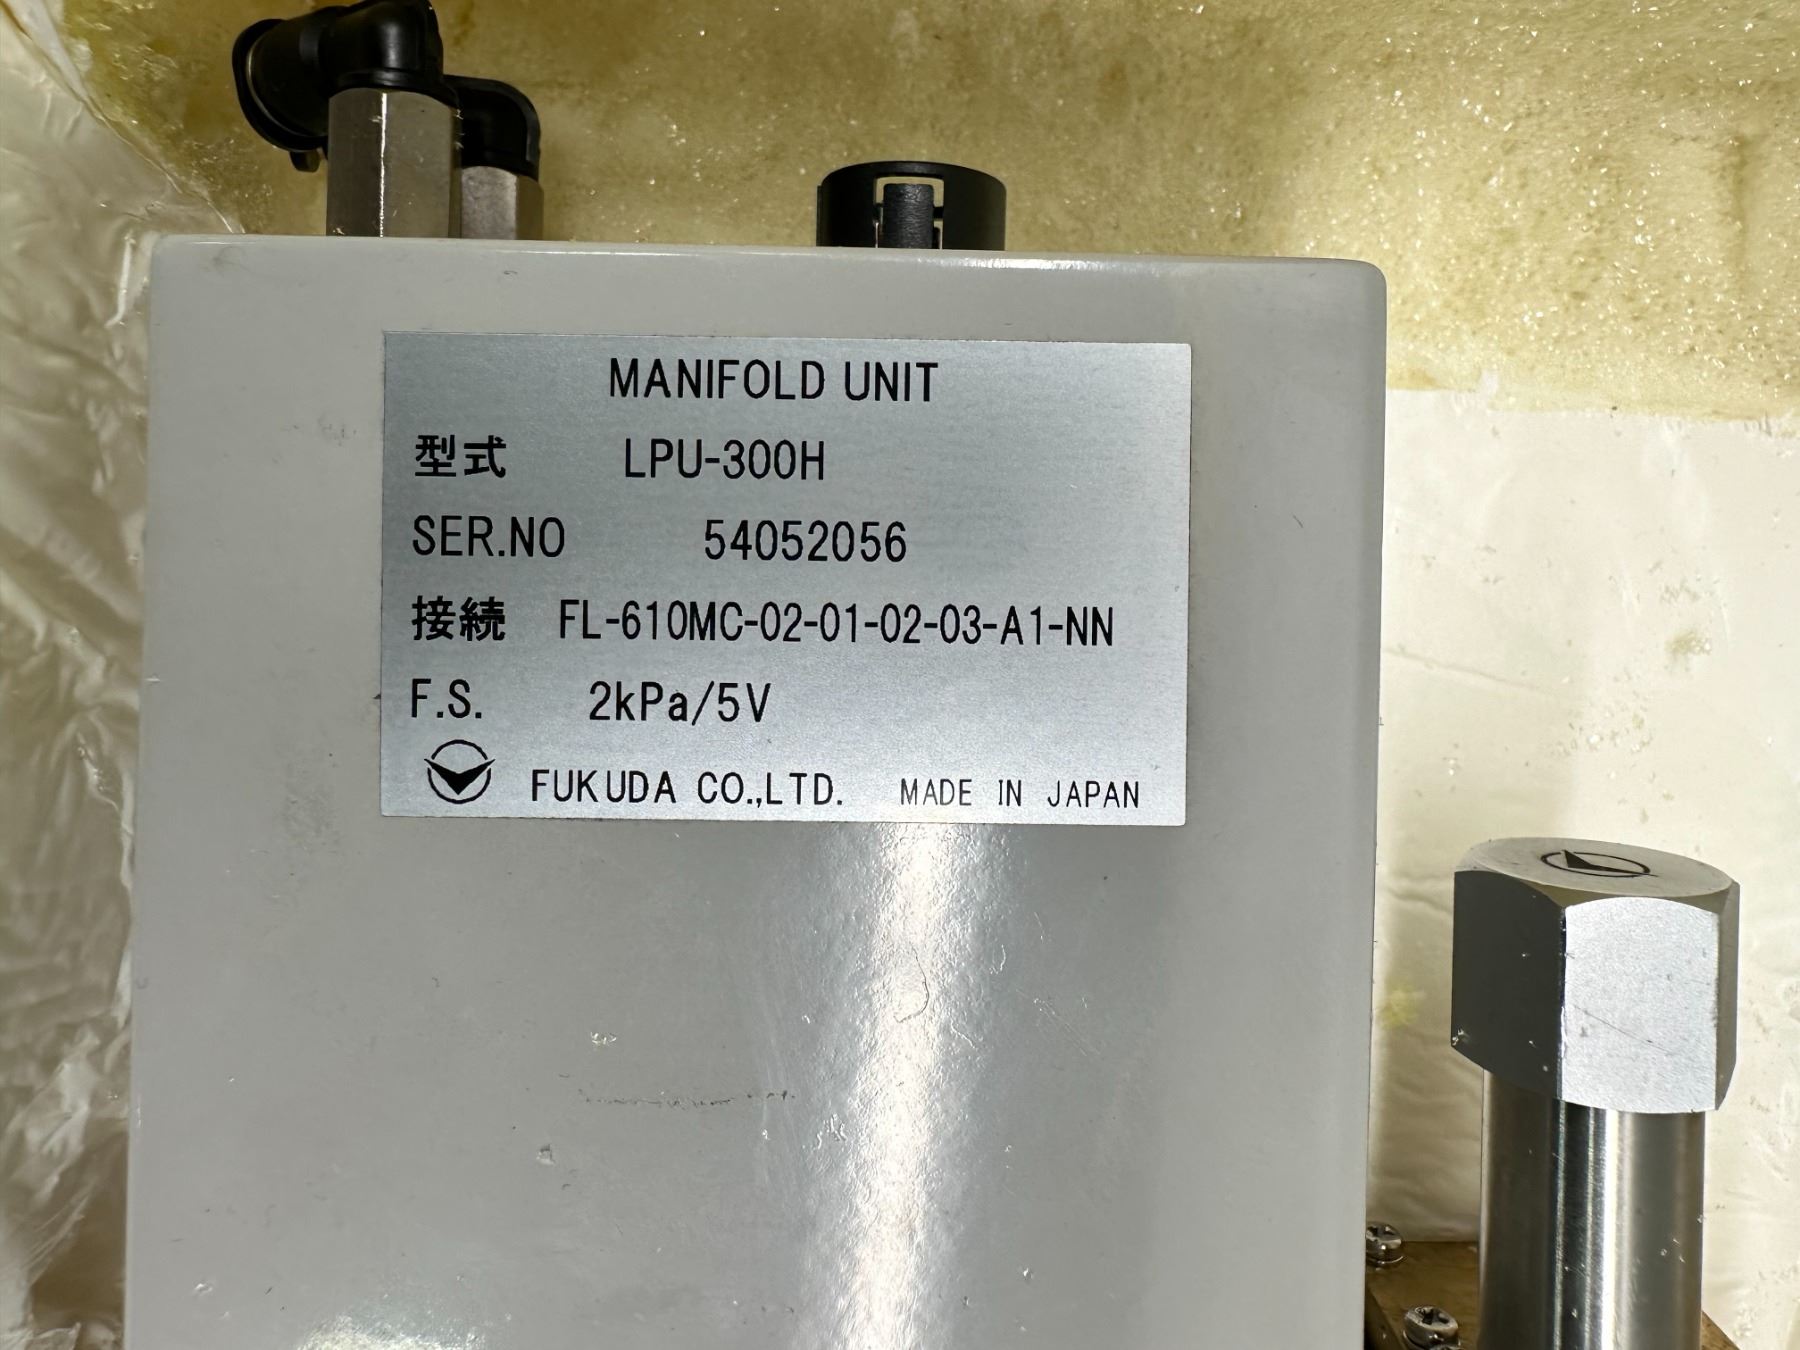 MANIFOLD UNIT
型式 LPU-300H
SER.NO 54052056
接続 FL-610MC-02-01-02-03-A1-NN
F.S. 2kPa/5V
FUKUDA CO.,LTD. MADE IN JAPAN